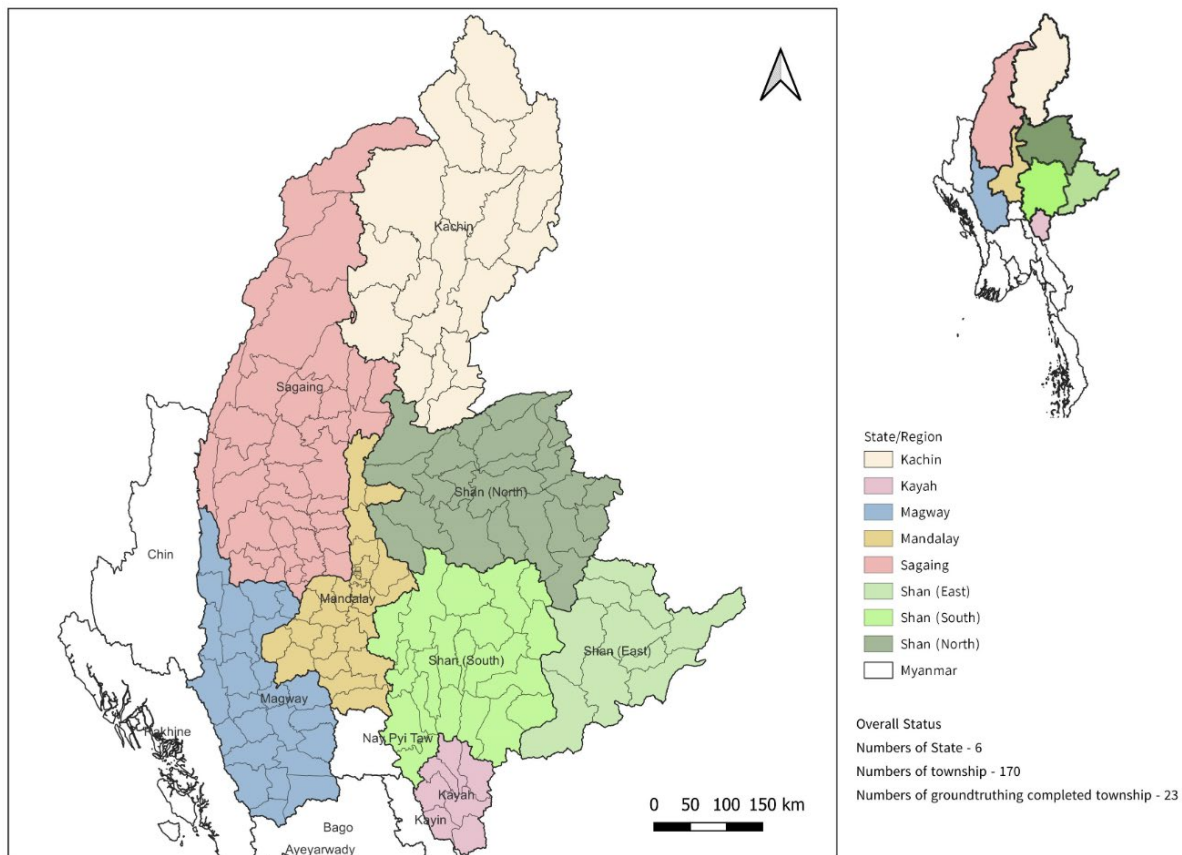 Kachin
Sagaing
Shan (North)
Chin
Mandalay
Shan (South)
Shan (East)
Magway
Rakhine
Nay Pyi Taw
Kayah
Kayin
Bago
Ayeyarwady
0 50 100 150 km
State/Region
Kachin
Kayah
Magway
Mandalay
Sagaing
Shan (East)
Shan (South)
Shan (North)
Myanmar
Overall Status
Numbers of State - 6
Numbers of township - 170
Numbers of groundtruthing completed township - 23